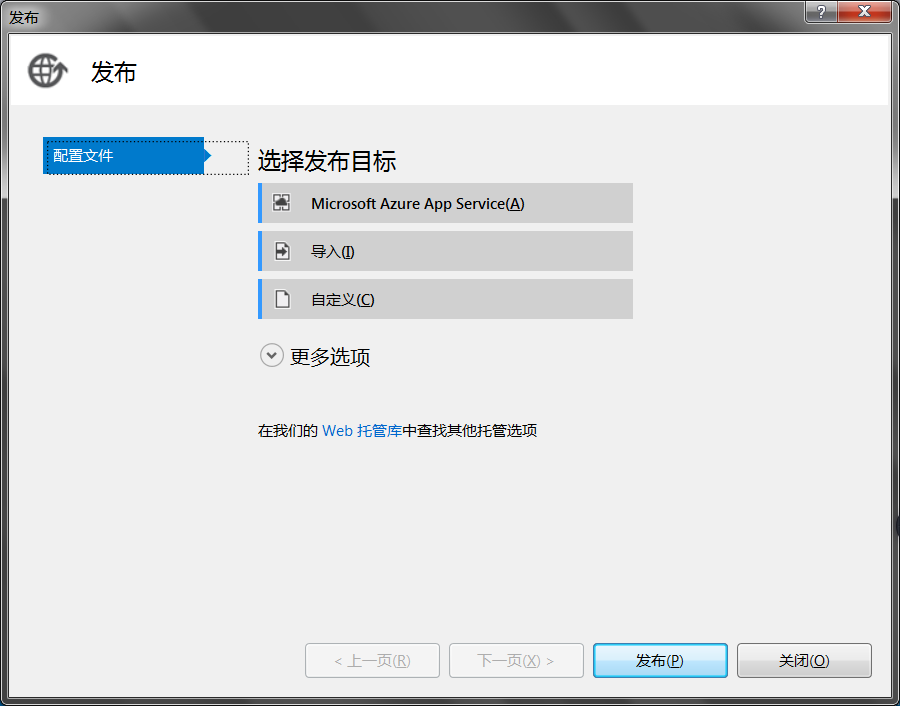 发布
?
发布
配置文件
选择发布目标
Microsoft Azure App Service(A)
导入(I)
自定义(C)
更多选项
在我们的 Web 托管库中查找其他托管选项
< 上一页(R)
下一页(X) >
发布(P)
关闭(O)